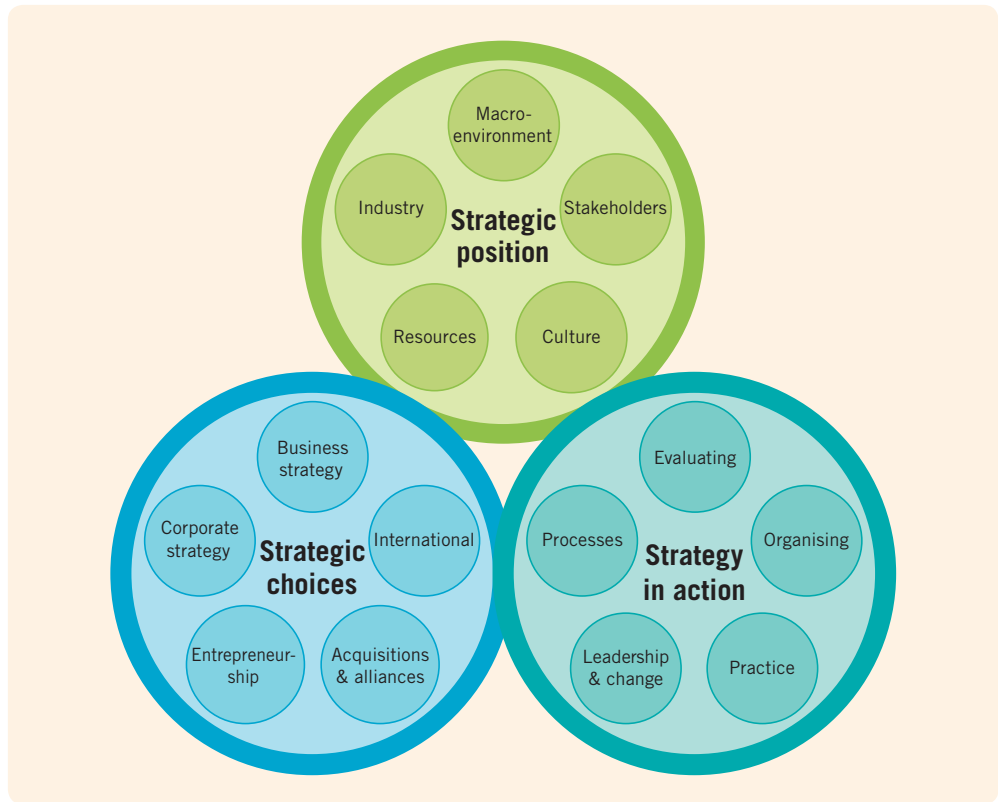 Macro-
environment
Industry
Stakeholders
Strategic
position
Resources
Culture
Business
strategy
Corporate
strategy
International
Strategic
choices
Entrepreneur-
ship
Acquisitions
& alliances
Evaluating
Processes
Organising
Strategy
in action
Leadership
& change
Practice